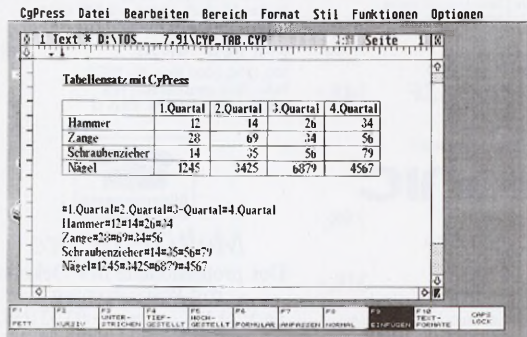 CyPress Datei Bearbeiten Bereich Format Stil Funktionen Optionen
1 Text * D:\TOS____7.91\CYP_TAB.CYP Seite 1
Tabellensatz mit CyPress
1.Quartal 2.Quartal 3.Quartal 4.Quartal
Hammer 12 14 26 34
Zange 28 69 34 56
Schraubenzieher 14 35 56 79
Nägel 1245 3425 6879 4567
¤1.Quartal¤2.Quartal¤3-Quartal¤4.Quartal
Hammer¤12¤14¤26¤34
Zange¤28¤69¤34¤56
Schraubenzieher¤14¤35¤56¤79
Nägel¤1245¤3425¤6879¤4567
F1 F2 F3 F4 F5 F6 F7 F8 F9 F10
FETT KURSIV UNTER-STRICHEN TIEF-GESTELLT HOCH-GESTELLT FORMULAR ANPASSEN NORMAL EINFÜGEN TEXT-FORMATE CAPS LOCK